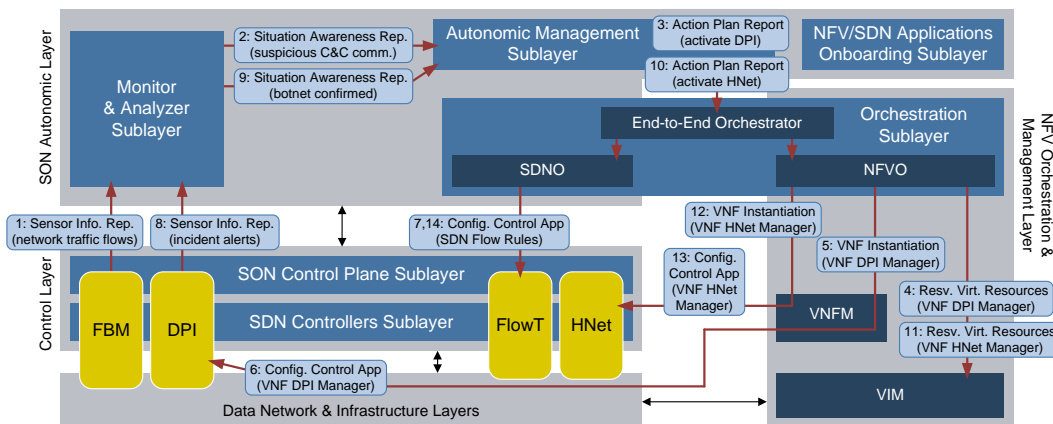 SON Autonomic Layer
Monitor
& Analyzer
Sublayer
2: Situation Awareness Rep.
(suspicious C&C comm.)
9: Situation Awareness Rep.
(botnet confirmed)
Autonomic Management
Sublayer
3: Action Plan Report
(activate DPI)
10: Action Plan Report
(activate HNet)
NFV/SDN Applications
Onboarding Sublayer
End-to-End Orchestrator
Orchestration
Sublayer
SDNO
NFVO
NFV Orchestration &
Management Layer
1: Sensor Info. Rep.
(network traffic flows)
8: Sensor Info. Rep.
(incident alerts)
7,14: Config. Control App
(SDN Flow Rules)
12: VNF Instantiation
(VNF HNet Manager)
5: VNF Instantiation
(VNF DPI Manager)
13: Config.
Control App
(VNF HNet
Manager)
4: Resv. Virt. Resources
(VNF DPI Manager)
11: Resv. Virt. Resources
(VNF HNet Manager)
Control Layer
SON Control Plane Sublayer
SDN Controllers Sublayer
FBM
DPI
FlowT
HNet
VNFM
6: Config. Control App
(VNF DPI Manager)
VIM
Data Network & Infrastructure Layers